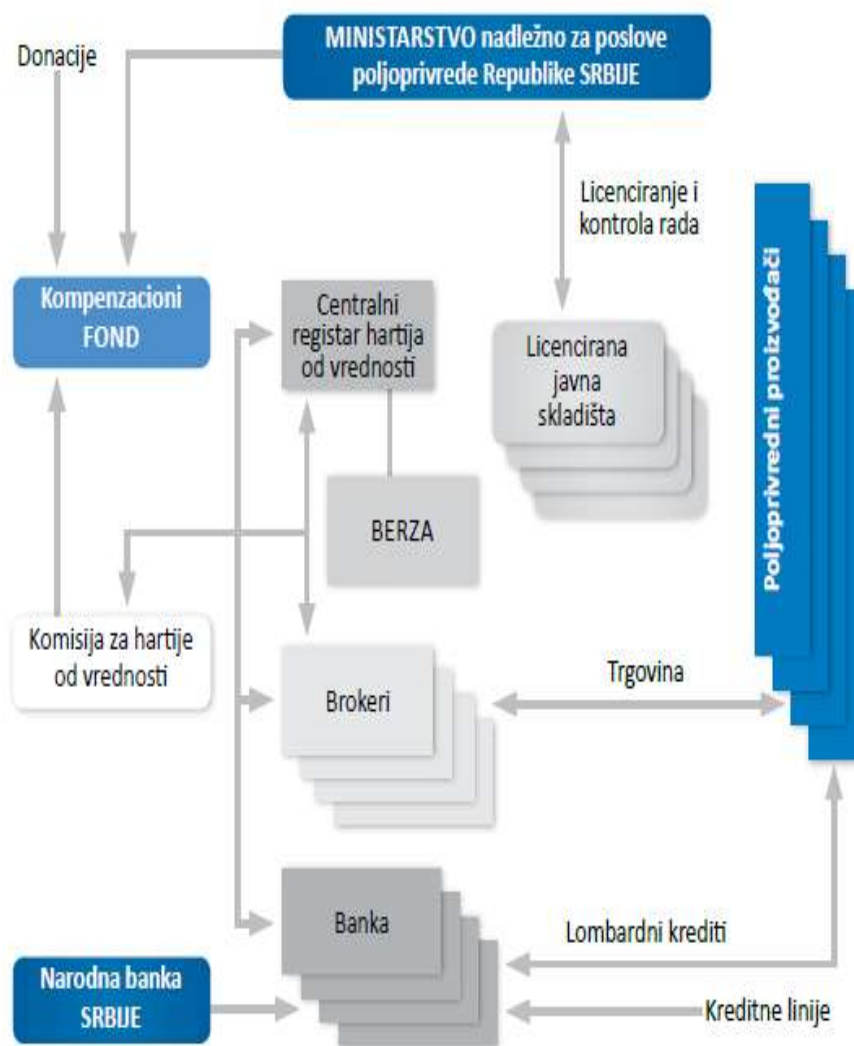 Donacije
MINISTARSTVO nadležno za poslove
poljoprivrede Republike SRBIJE
Licenciranje i
kontrola rada
Kompenzacioni
FOND
Centralni
registar hartija
od vrednosti
Licencirana
javna
skladišta
Poljoprivredni proizvođači
BERZA
Komisija za hartije
od vrednosti
Brokeri
Trgovina
Banka
Lombardni krediti
Narodna banka
SRBIJE
Kreditne linije